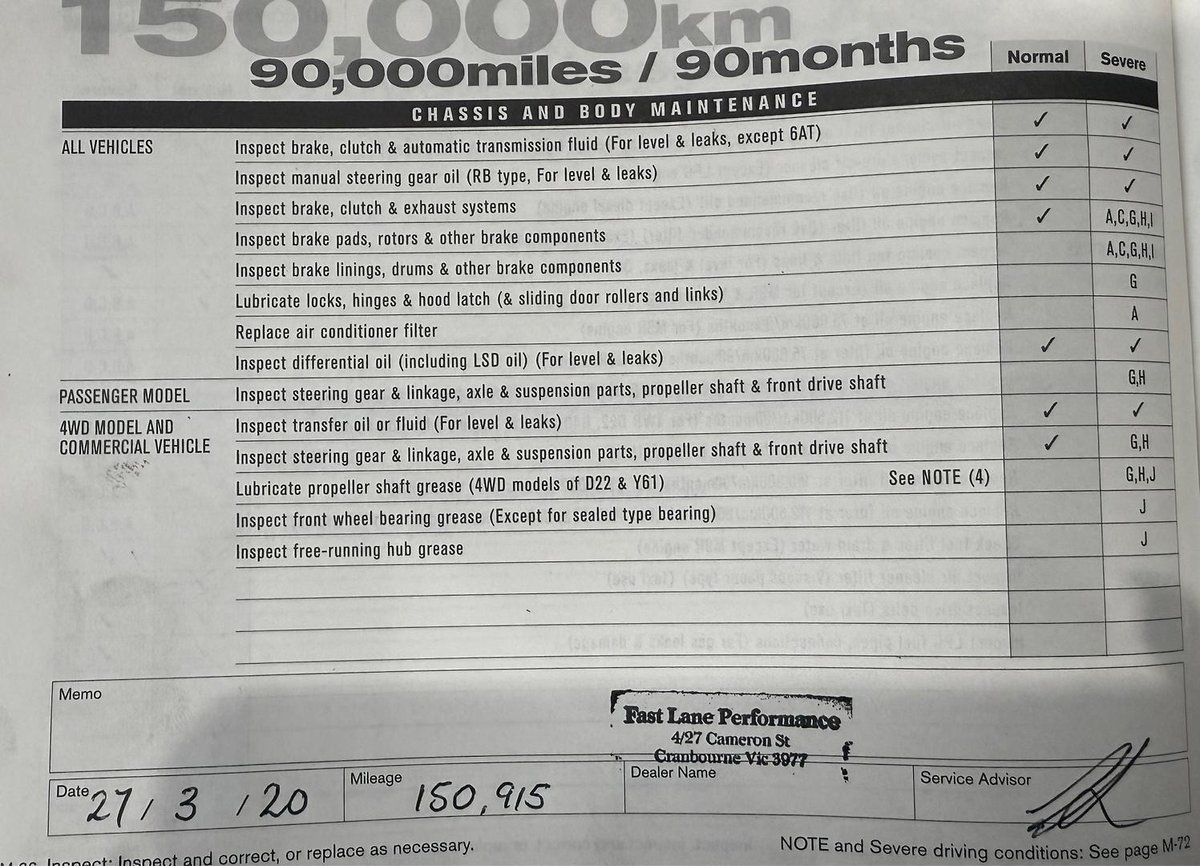 150,000km
90,000miles / 90months
Normal Severe
CHASSIS AND BODY MAINTENANCE
ALL VEHICLES Inspect brake, clutch & automatic transmission fluid (For level & leaks, except 6AT) ✓ ✓
Inspect manual steering gear oil (RB type, For level & leaks) ✓ ✓
Inspect brake, clutch & exhaust systems ✓ ✓
Inspect brake pads, rotors & other brake components ✓ A,C,G,H,I
Inspect brake linings, drums & other brake components A,C,G,H,I
Lubricate locks, hinges & hood latch (& sliding door rollers and links) G
Replace air conditioner filter A
Inspect differential oil (including LSD oil) (For level & leaks) ✓ ✓
PASSENGER MODEL Inspect steering gear & linkage, axle & suspension parts, propeller shaft & front drive shaft G,H
4WD MODEL AND Inspect transfer oil or fluid (For level & leaks) ✓ ✓
COMMERCIAL VEHICLE Inspect steering gear & linkage, axle & suspension parts, propeller shaft & front drive shaft ✓ G,H
Lubricate propeller shaft grease (4WD models of D22 & Y61) See NOTE (4) G,H,J
Inspect front wheel bearing grease (Except for sealed type bearing) J
Inspect free-running hub grease J
Memo
Fast Lane Performance
4/27 Cameron St
Cranbourne Vic 3977
Date 27/3/20 Mileage 150,915 Dealer Name Service Advisor
Inspect: Inspect and correct, or replace as necessary. NOTE and Severe driving conditions: See page M-72